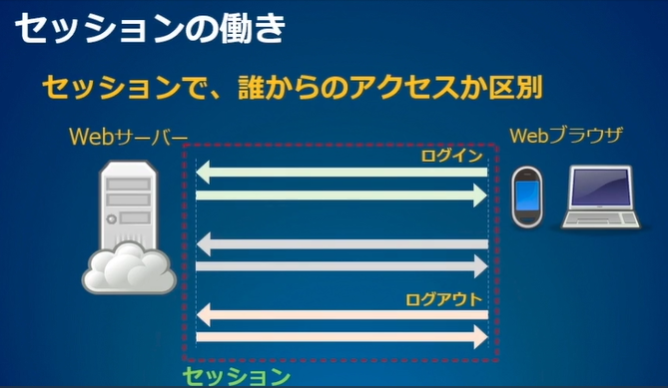 セッションの働き
セッションで、誰からのアクセスか区別
Webサーバー
Webブラウザ
ログイン
ログアウト
セッション